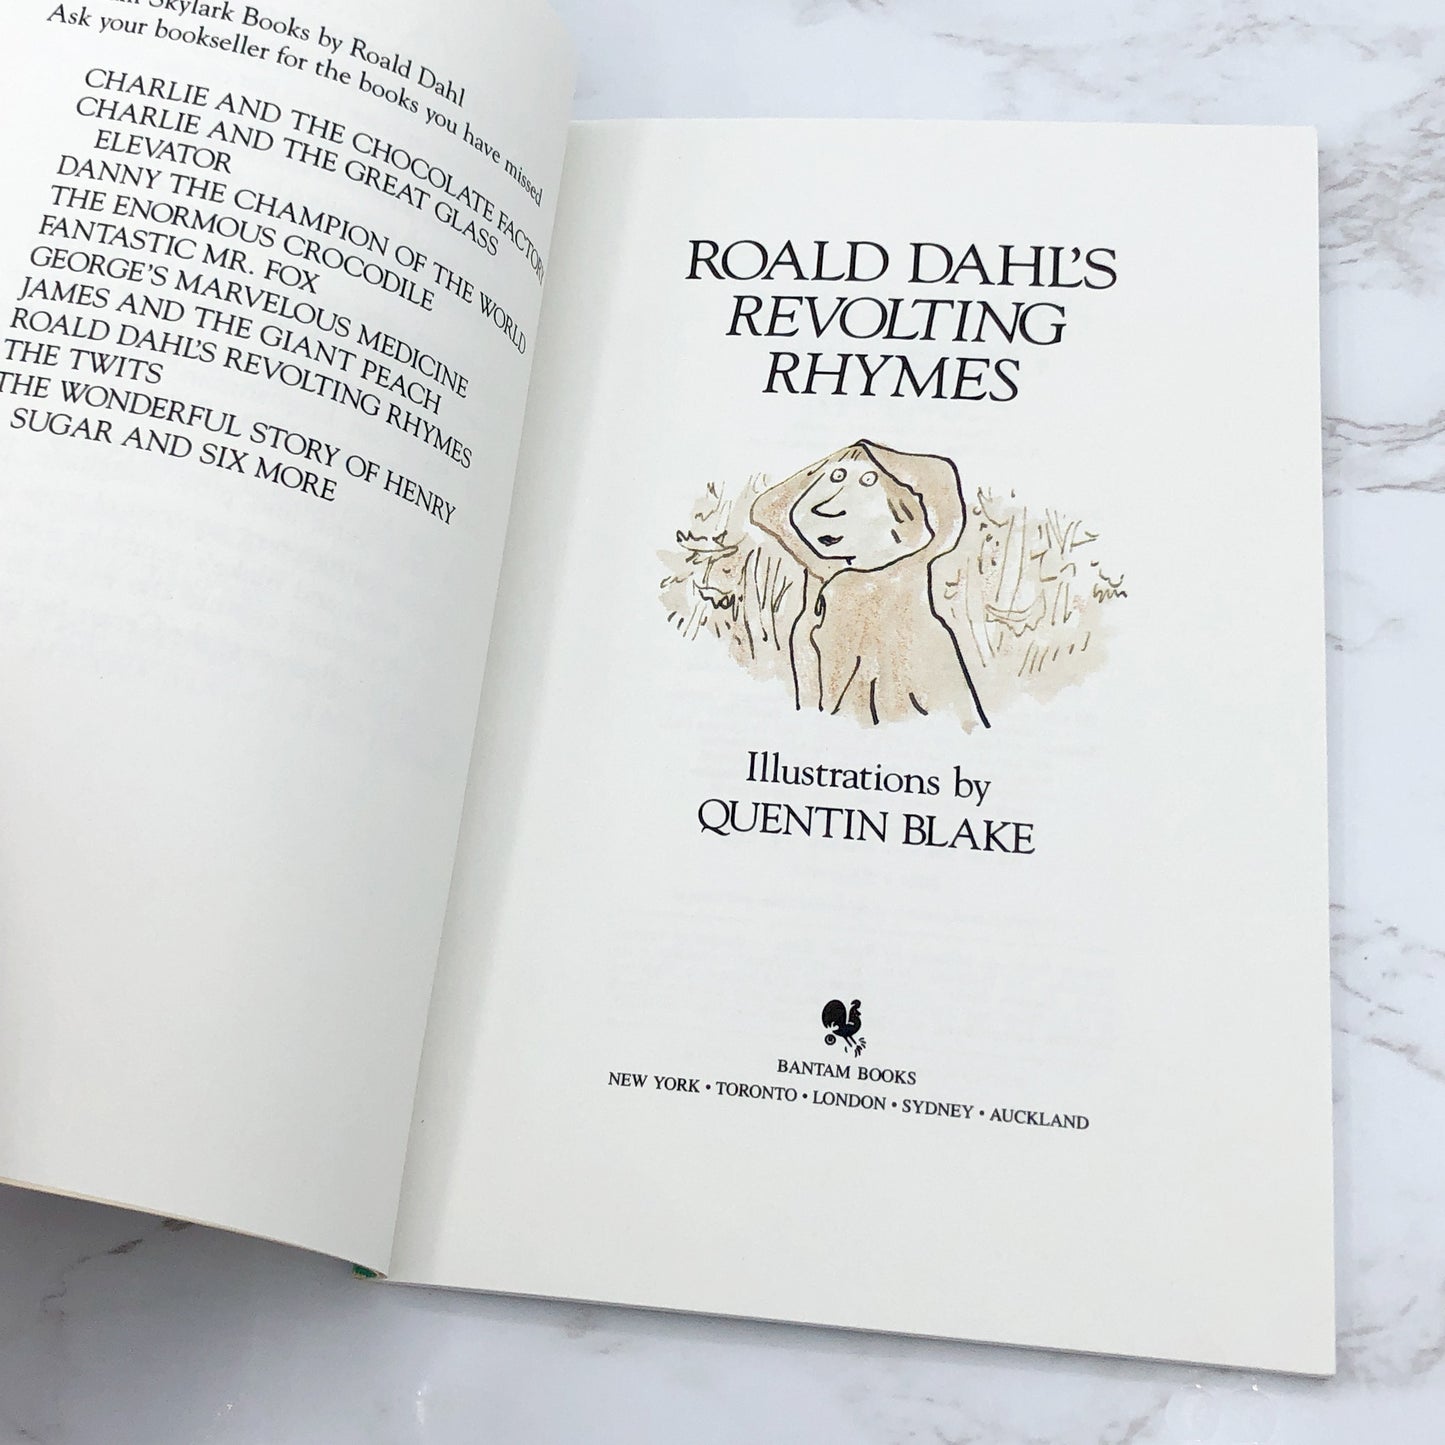 Skylark Books by Roald Dahl
Ask your bookseller for the books you have missed
CHARLIE AND THE CHOCOLATE FACTORY
CHARLIE AND THE GREAT GLASS
ELEVATOR
DANNY THE CHAMPION OF THE WORLD
THE ENORMOUS CROCODILE
FANTASTIC MR. FOX
GEORGE'S MARVELOUS MEDICINE
JAMES AND THE GIANT PEACH
ROALD DAHL'S REVOLTING RHYMES
THE TWITS
THE WONDERFUL STORY OF HENRY
SUGAR AND SIX MORE
ROALD DAHL'S
REVOLTING
RHYMES
Illustrations by
QUENTIN BLAKE
BANTAM BOOKS
NEW YORK • TORONTO • LONDON • SYDNEY • AUCKLAND